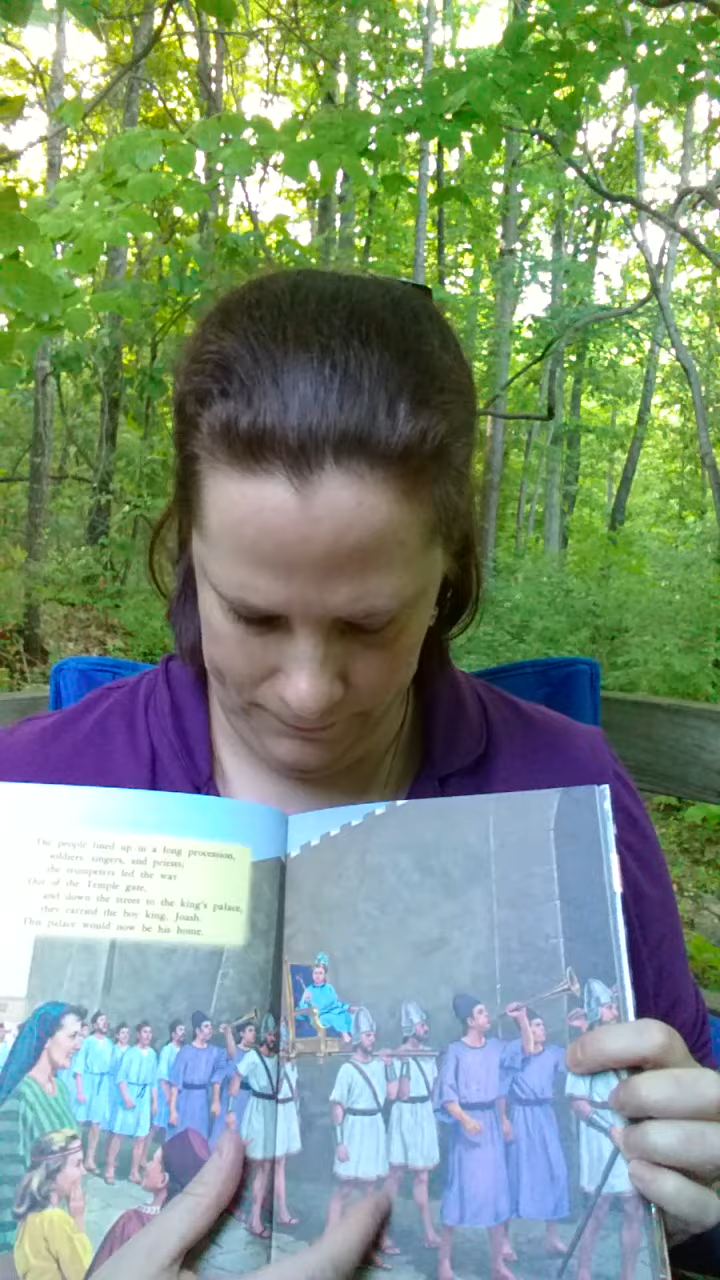 The people lined up in a long procession,
soldiers, singers, and priests;
the trumpeters led the way
Out of the Temple gate,
and down the street to the king's palace,
they carried the boy king, Joash.
This palace would now be his home.